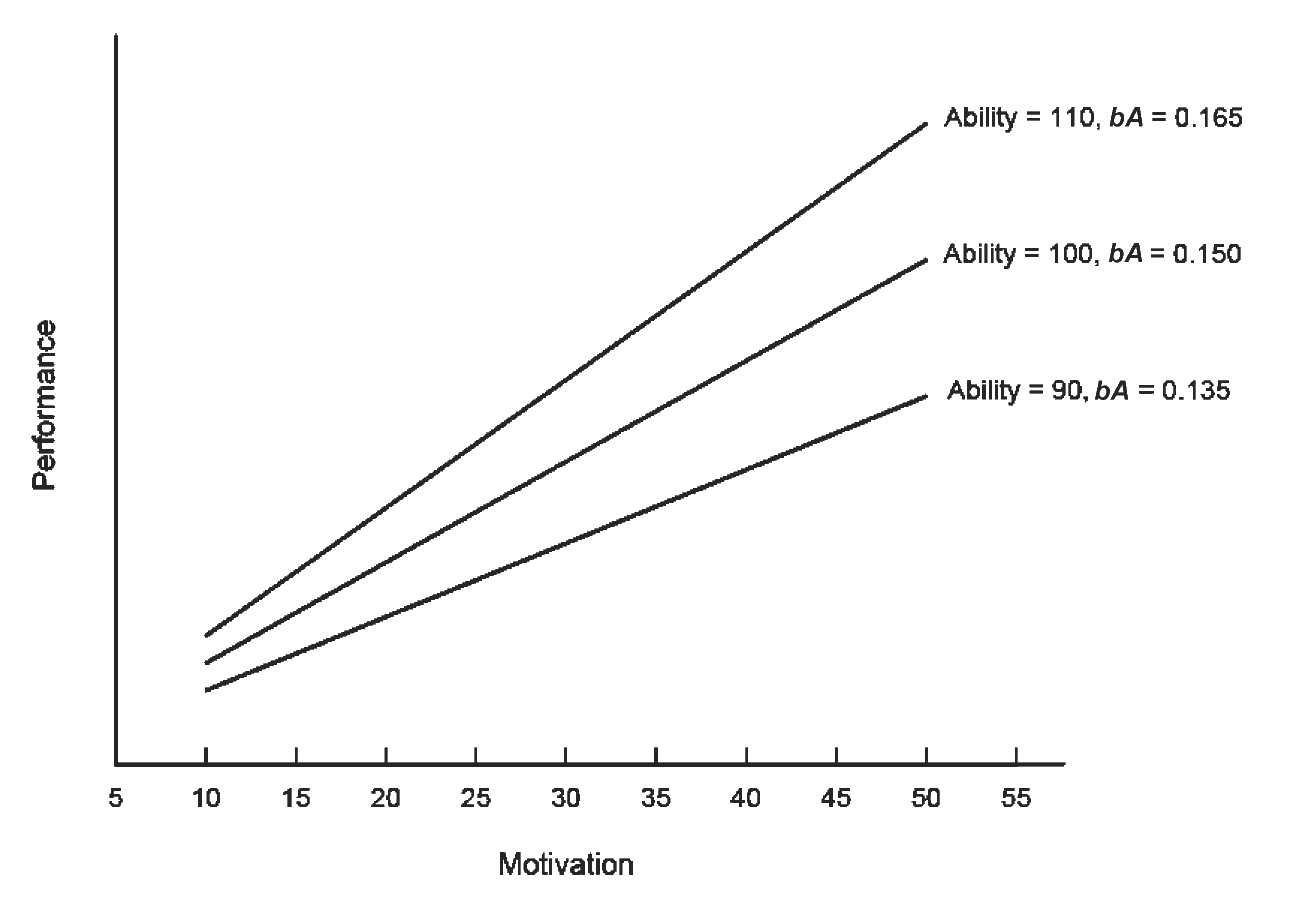 Ability = 110, bA = 0.165
Ability = 100, bA = 0.150
Ability = 90, bA = 0.135
Performance
5 10 15 20 25 30 35 40 45 50 55
Motivation